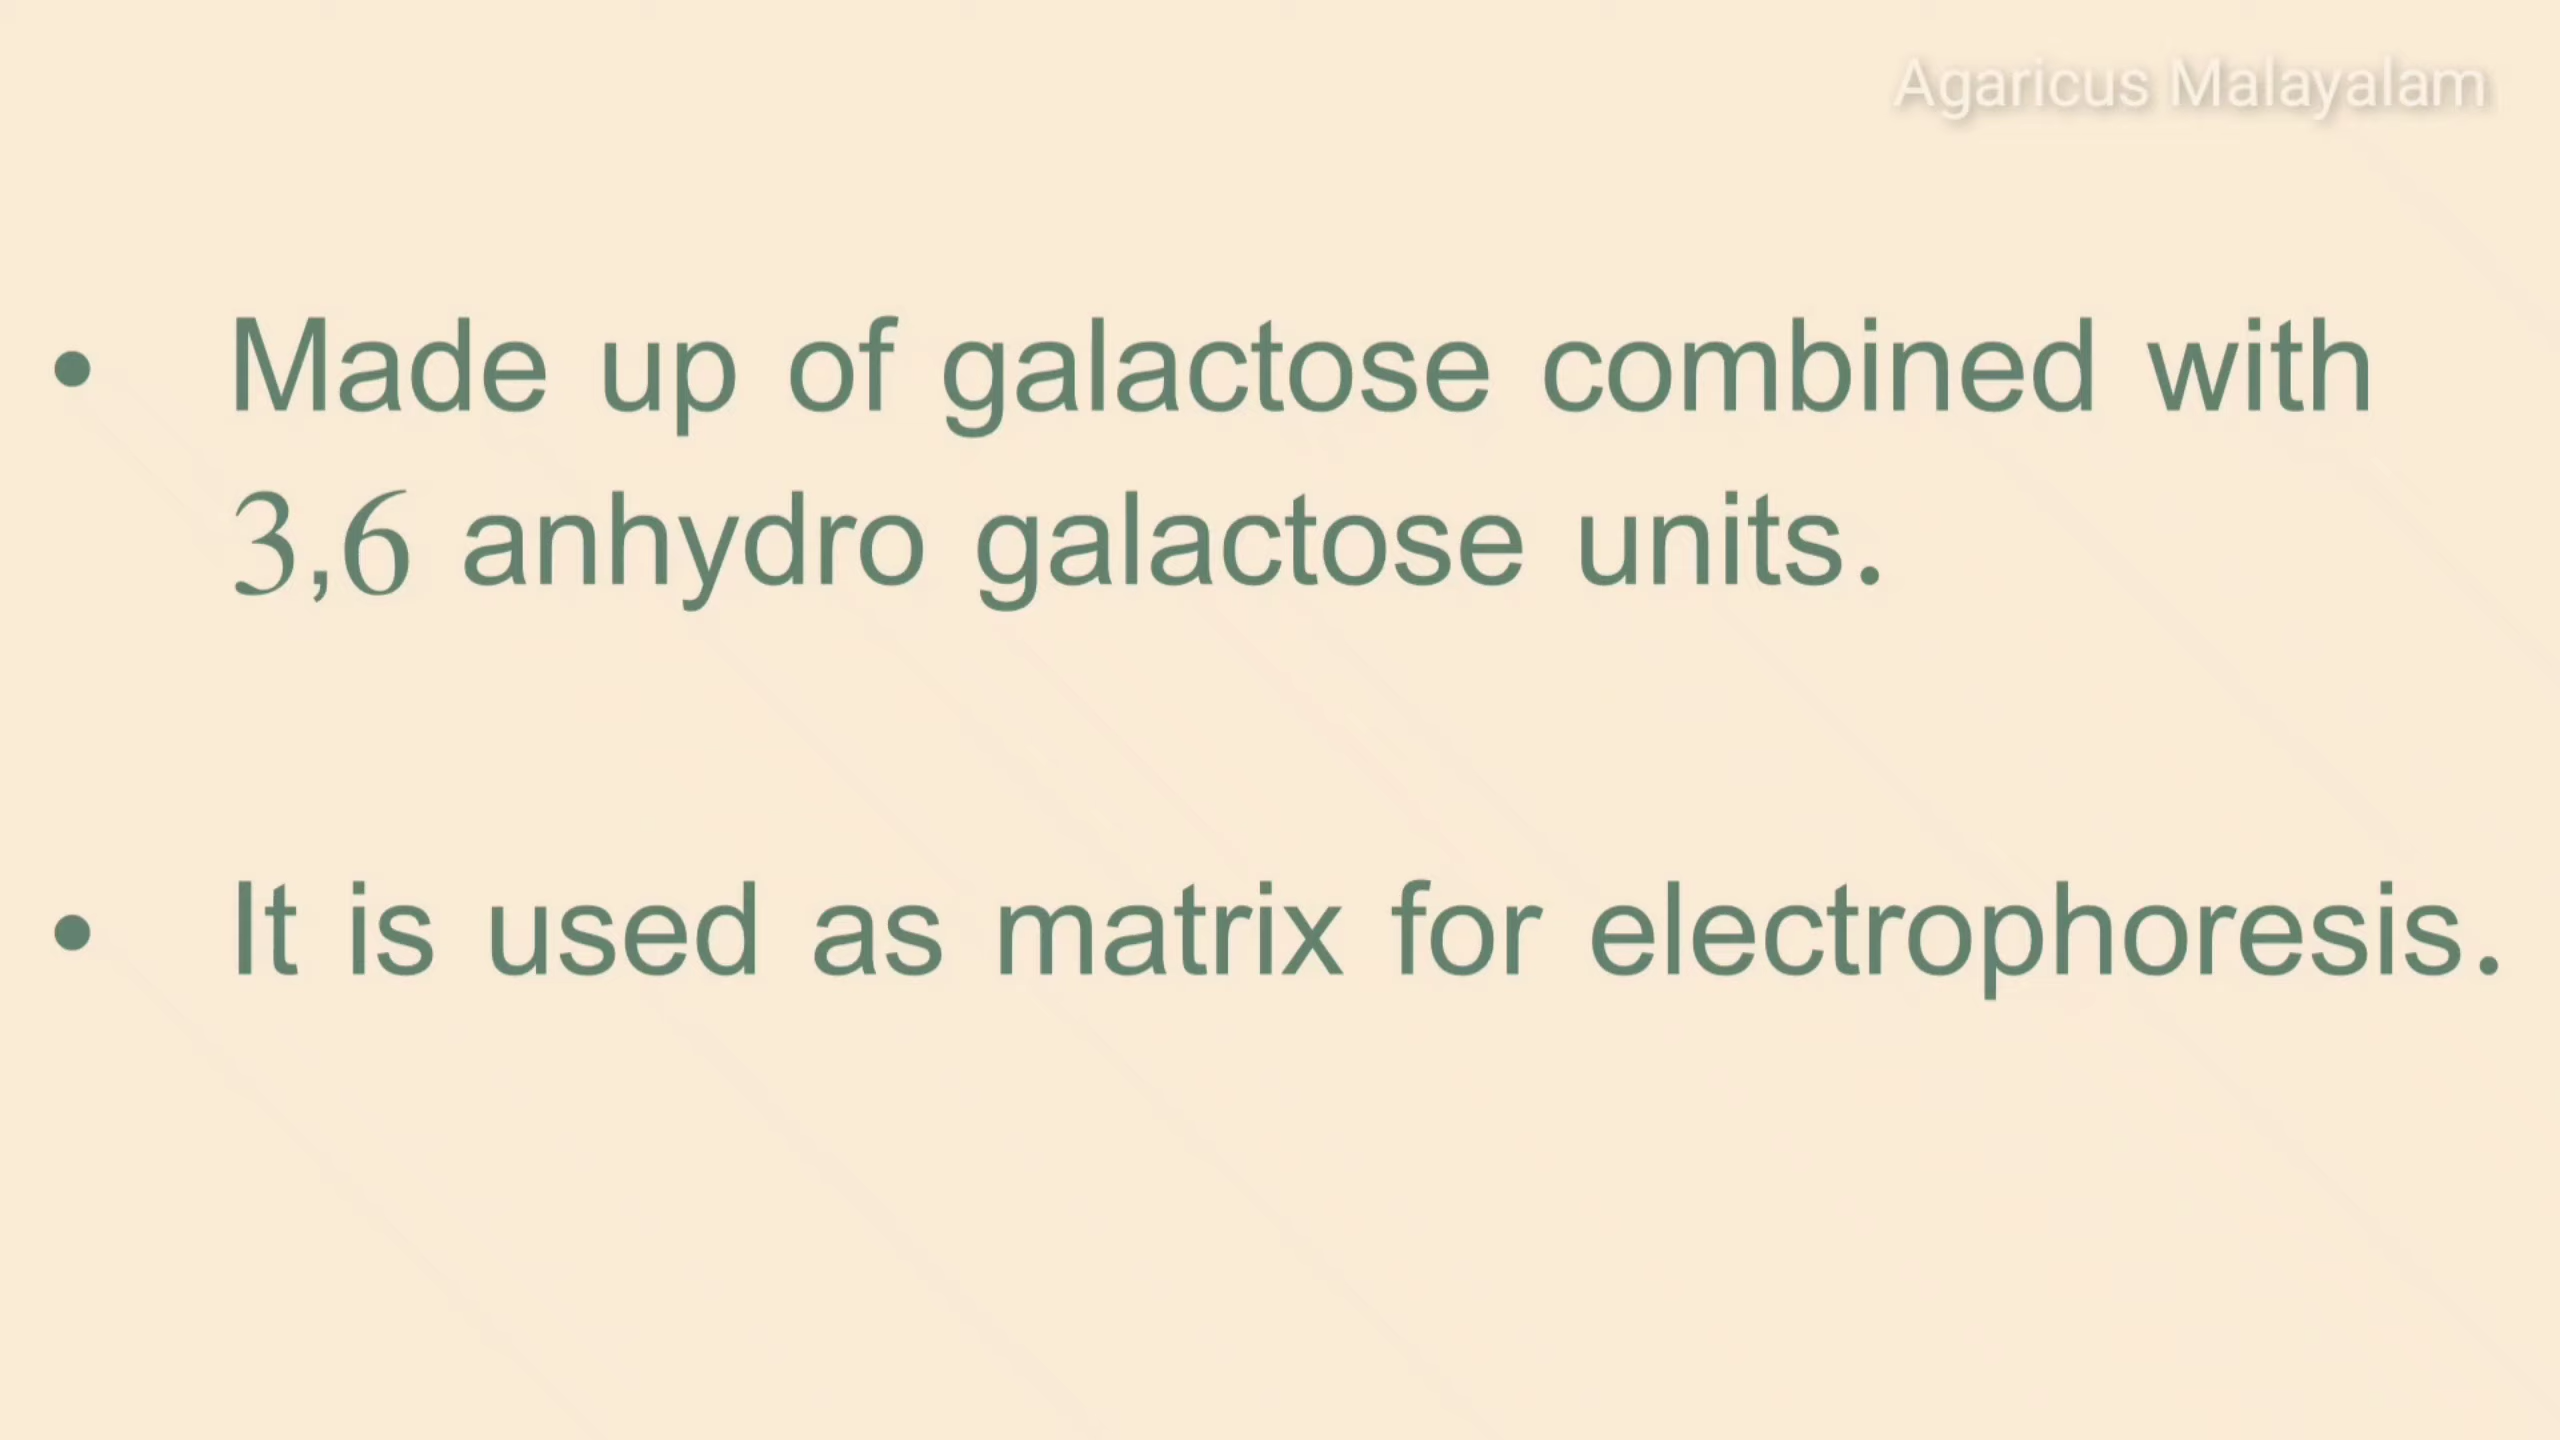 Agaricus Malayalam
• Made up of galactose combined with
3,6 anhydro galactose units.
• It is used as matrix for electrophoresis.